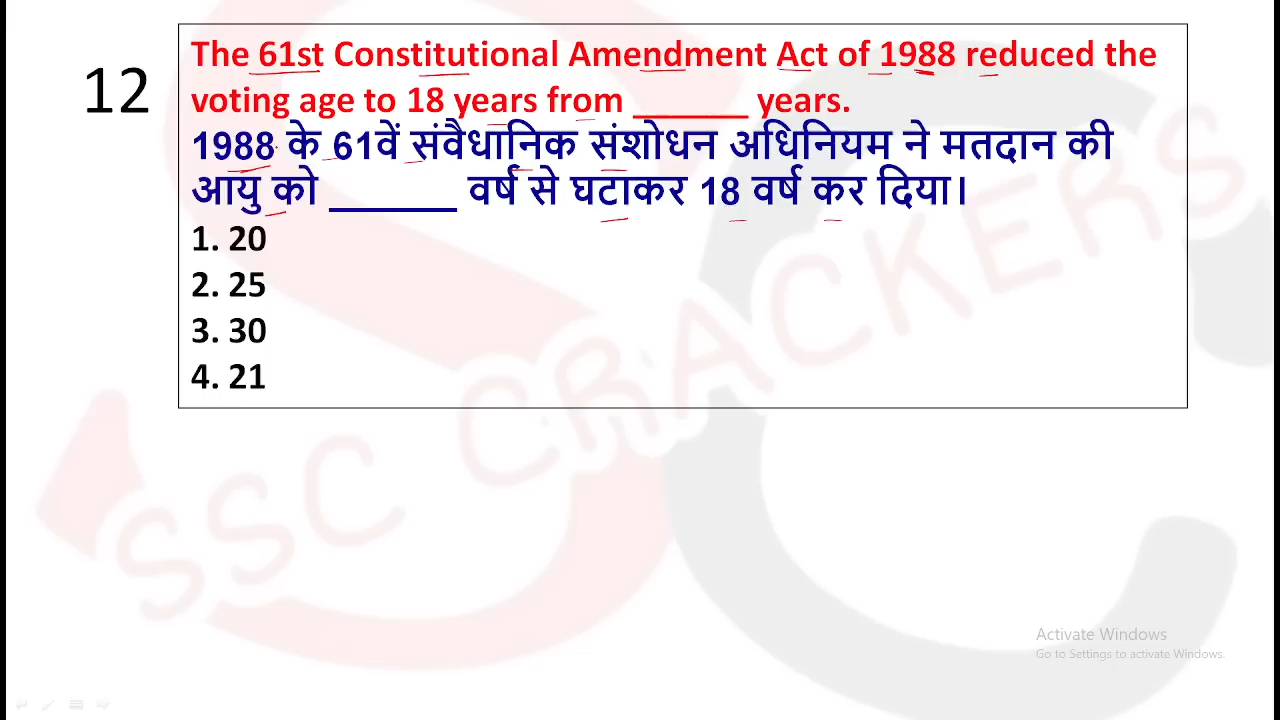 12
The 61st Constitutional Amendment Act of 1988 reduced the
voting age to 18 years from ______ years.
1988 के 61वें संवैधानिक संशोधन अधिनियम ने मतदान की
आयु को ______ वर्ष से घटाकर 18 वर्ष कर दिया।
1. 20
2. 25
3. 30
4. 21
SSC CRACKERS
Activate Windows
Go to Settings to activate Windows.